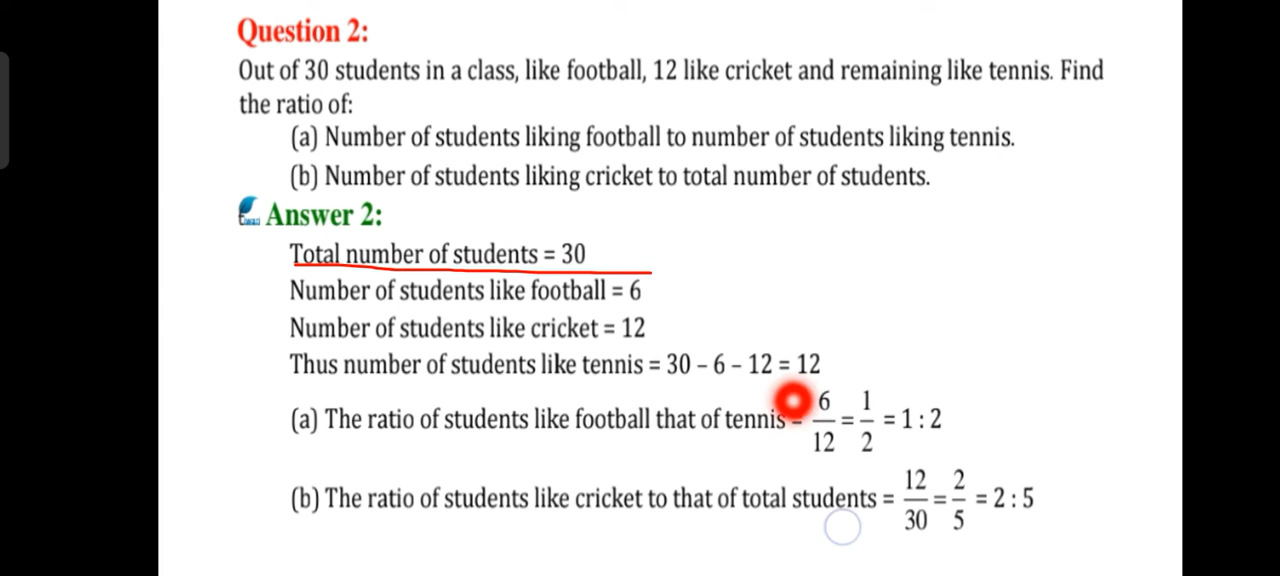 Question 2:
Out of 30 students in a class, like football, 12 like cricket and remaining like tennis. Find
the ratio of:
(a) Number of students liking football to number of students liking tennis.
(b) Number of students liking cricket to total number of students.
Answer 2:
Total number of students = 30
Number of students like football = 6
Number of students like cricket = 12
Thus number of students like tennis = 30 – 6 – 12 = 12
(a) The ratio of students like football that of tennis = 6/12 = 1/2 = 1 : 2
(b) The ratio of students like cricket to that of total students = 12/30 = 2/5 = 2 : 5